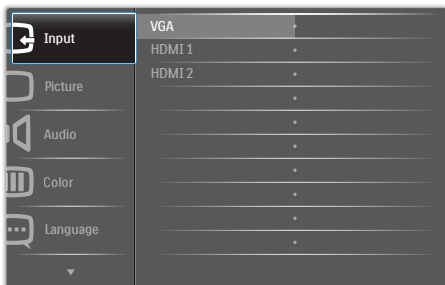 Input
Picture
Audio
Color
Language
VGA
HDMI 1
HDMI 2